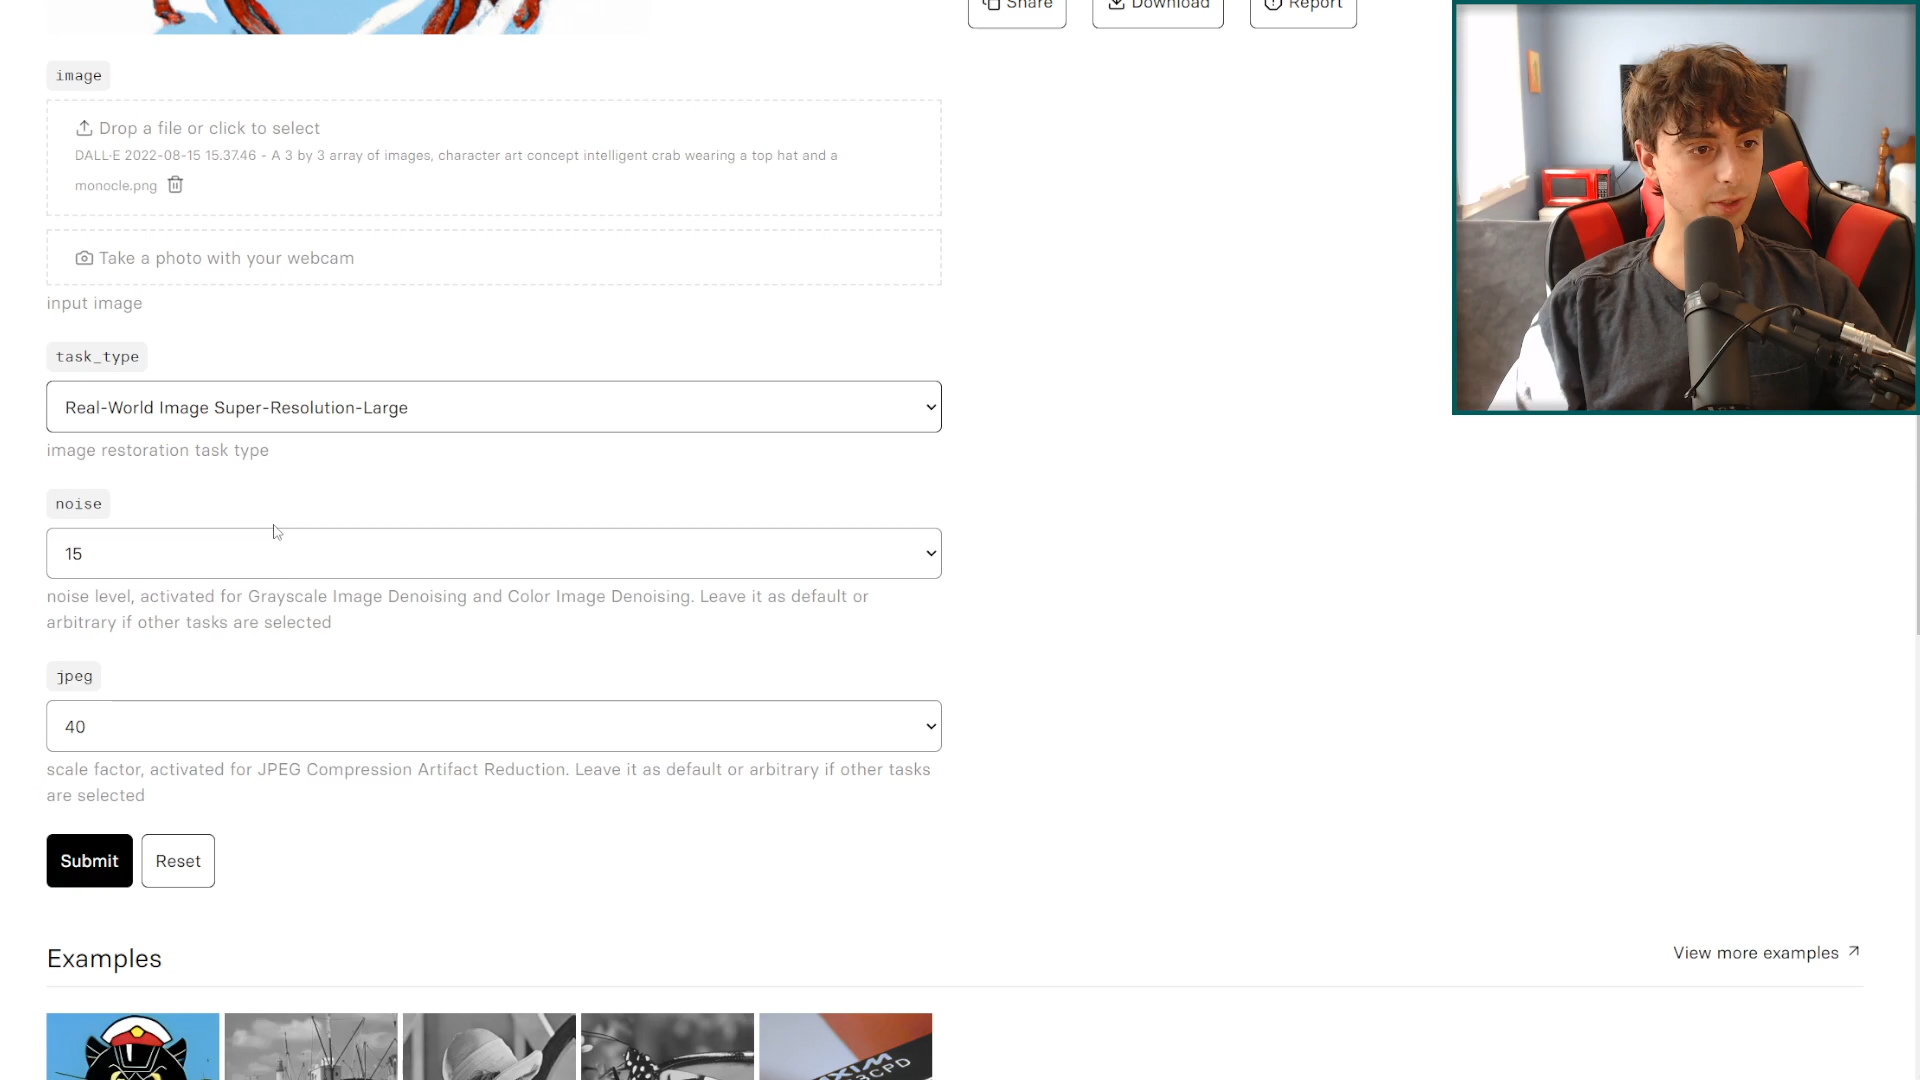 Share
Download
Report
image
Drop a file or click to select
DALL·E 2022-08-15 15.37.46 - A 3 by 3 array of images, character art concept intelligent crab wearing a top hat and a
monocle.png
Take a photo with your webcam
input image
task_type
Real-World Image Super-Resolution-Large
image restoration task type
noise
15
noise level, activated for Grayscale Image Denoising and Color Image Denoising. Leave it as default or
arbitrary if other tasks are selected
jpeg
40
scale factor, activated for JPEG Compression Artifact Reduction. Leave it as default or arbitrary if other tasks
are selected
Submit
Reset
Examples
View more examples